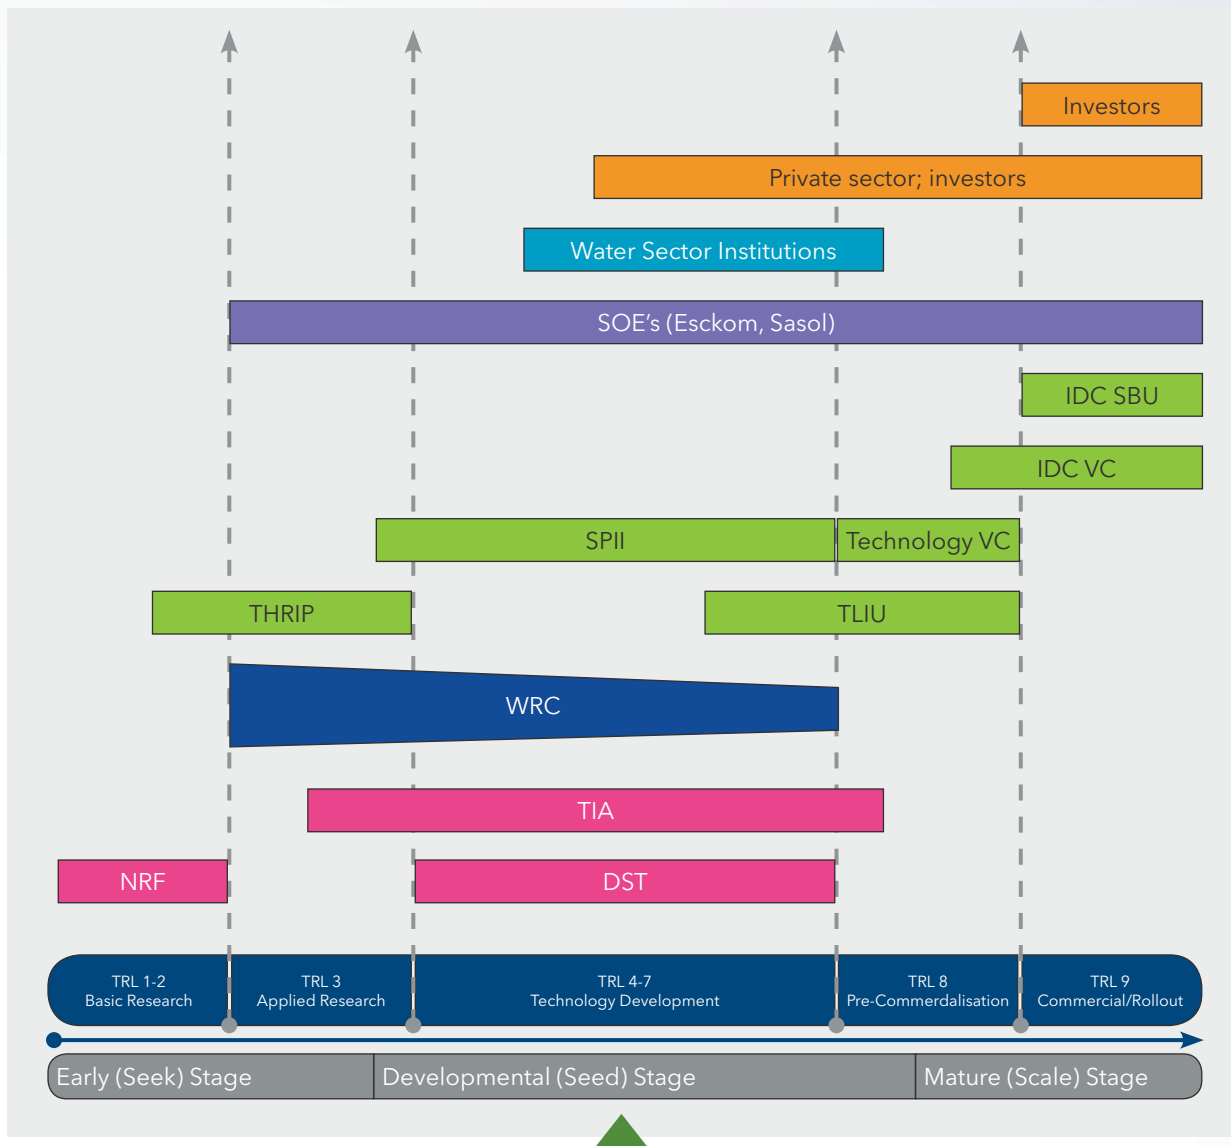 Investors
Private sector; investors
Water Sector Institutions
SOE's (Esckom, Sasol)
IDC SBU
IDC VC
SPII
Technology VC
THRIP
TLIU
WRC
TIA
NRF
DST
TRL 1-2
Basic Research
TRL 3
Applied Research
TRL 4-7
Technology Development
TRL 8
Pre-Commerdalisation
TRL 9
Commercial/Rollout
Early (Seek) Stage
Developmental (Seed) Stage
Mature (Scale) Stage